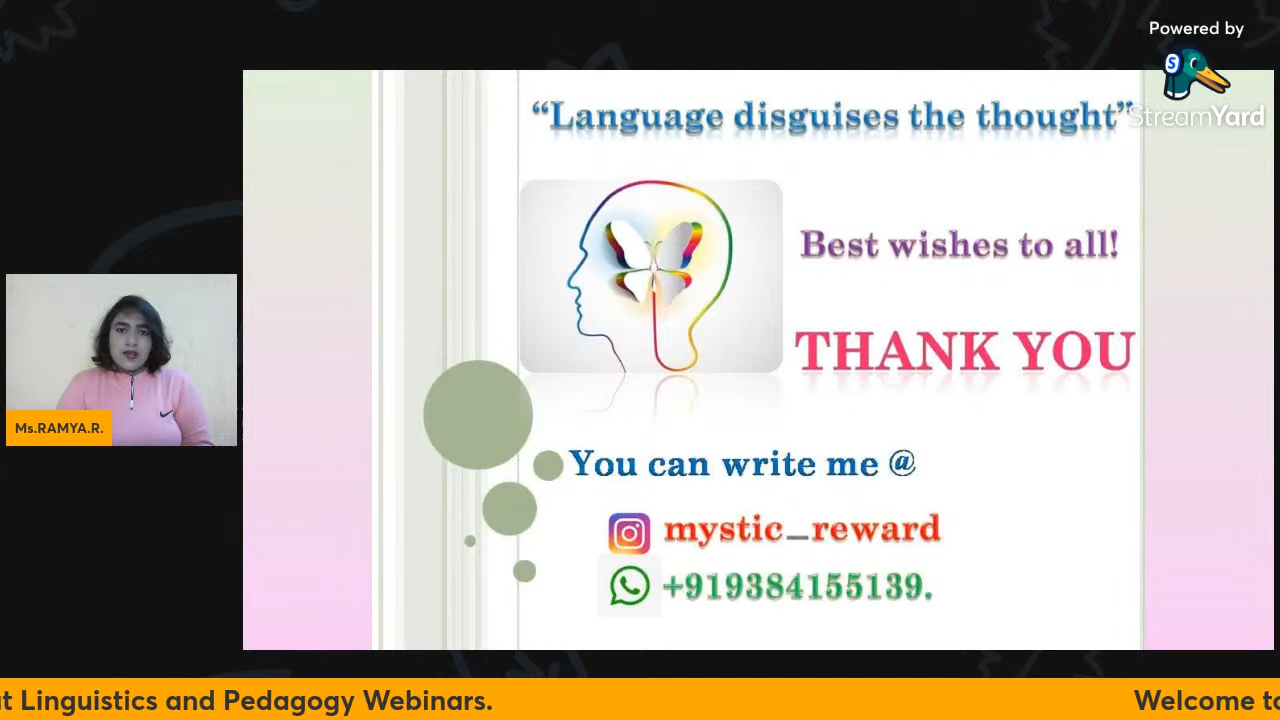 Powered by
StreamYard
“Language disguises the thought”
Best wishes to all!
THANK YOU
You can write me @
mystic_reward
+919384155139.
Ms.RAMYA.R.
t Linguistics and Pedagogy Webinars.
Welcome to